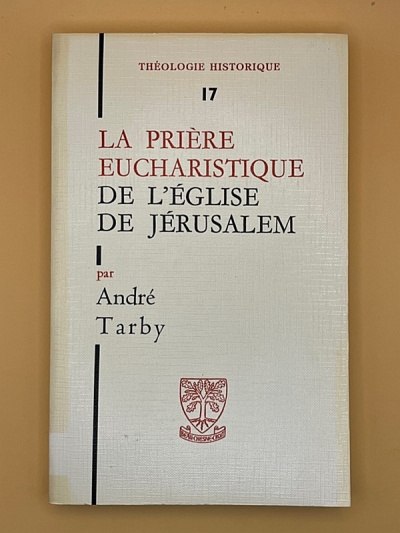 THÉOLOGIE HISTORIQUE
17
LA PRIÈRE
EUCHARISTIQUE
DE L'ÉGLISE
DE JÉRUSALEM
par
André
Tarby